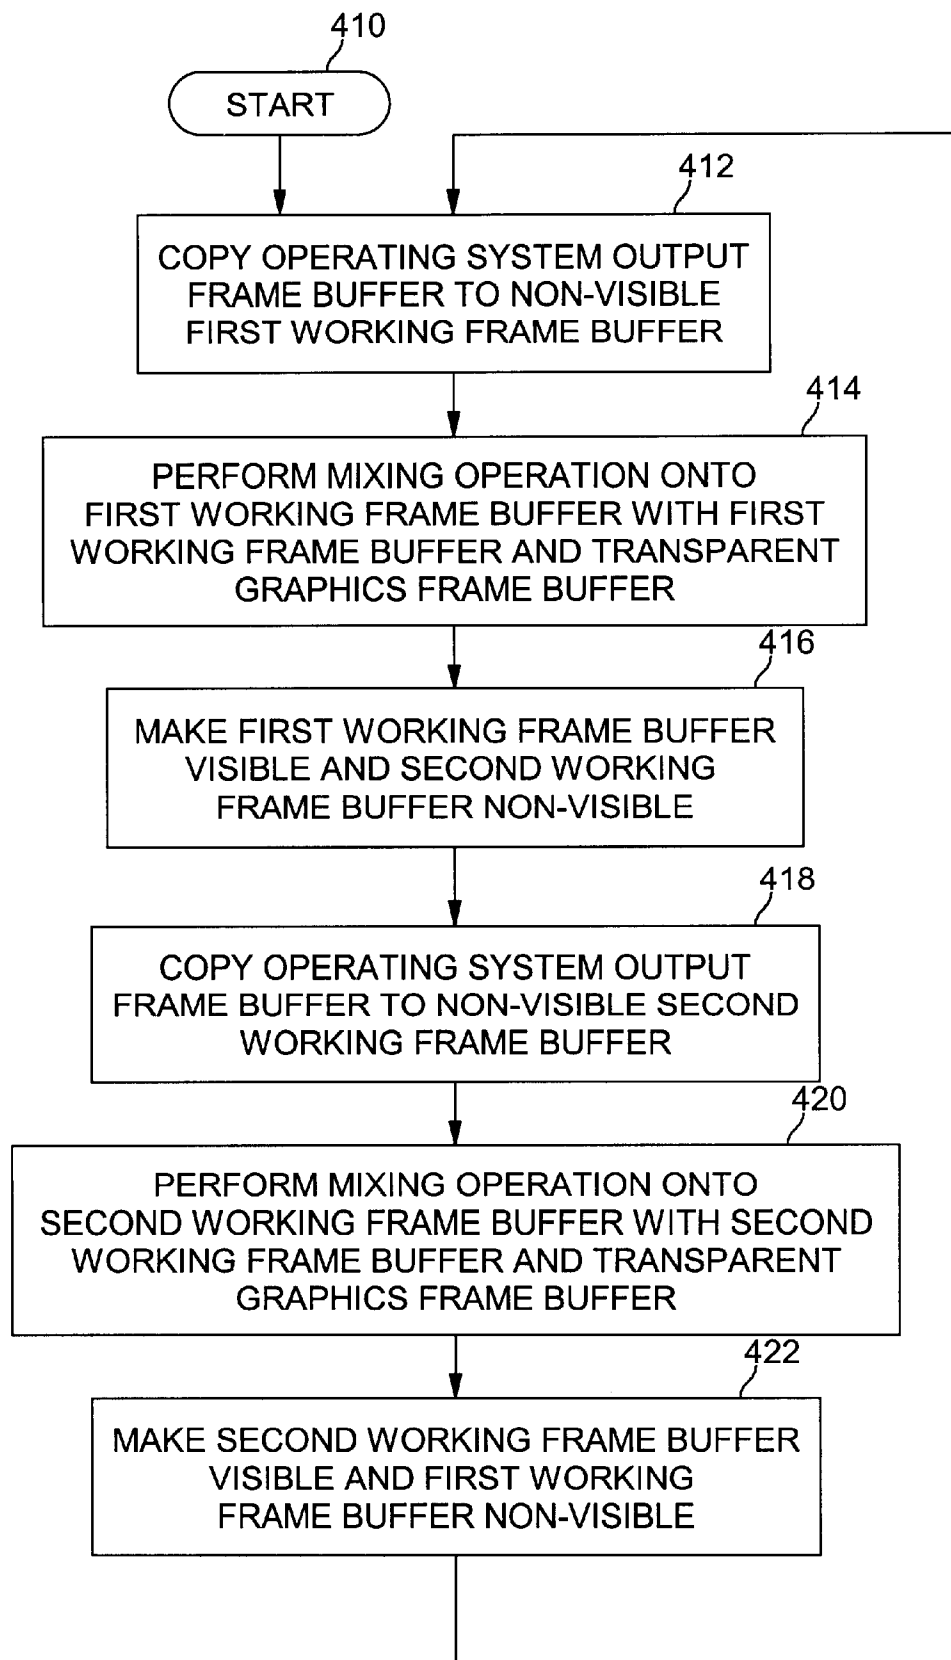 410
START
412
COPY OPERATING SYSTEM OUTPUT
FRAME BUFFER TO NON-VISIBLE
FIRST WORKING FRAME BUFFER
414
PERFORM MIXING OPERATION ONTO
FIRST WORKING FRAME BUFFER WITH FIRST
WORKING FRAME BUFFER AND TRANSPARENT
GRAPHICS FRAME BUFFER
416
MAKE FIRST WORKING FRAME BUFFER
VISIBLE AND SECOND WORKING
FRAME BUFFER NON-VISIBLE
418
COPY OPERATING SYSTEM OUTPUT
FRAME BUFFER TO NON-VISIBLE SECOND
WORKING FRAME BUFFER
420
PERFORM MIXING OPERATION ONTO
SECOND WORKING FRAME BUFFER WITH SECOND
WORKING FRAME BUFFER AND TRANSPARENT
GRAPHICS FRAME BUFFER
422
MAKE SECOND WORKING FRAME BUFFER
VISIBLE AND FIRST WORKING
FRAME BUFFER NON-VISIBLE